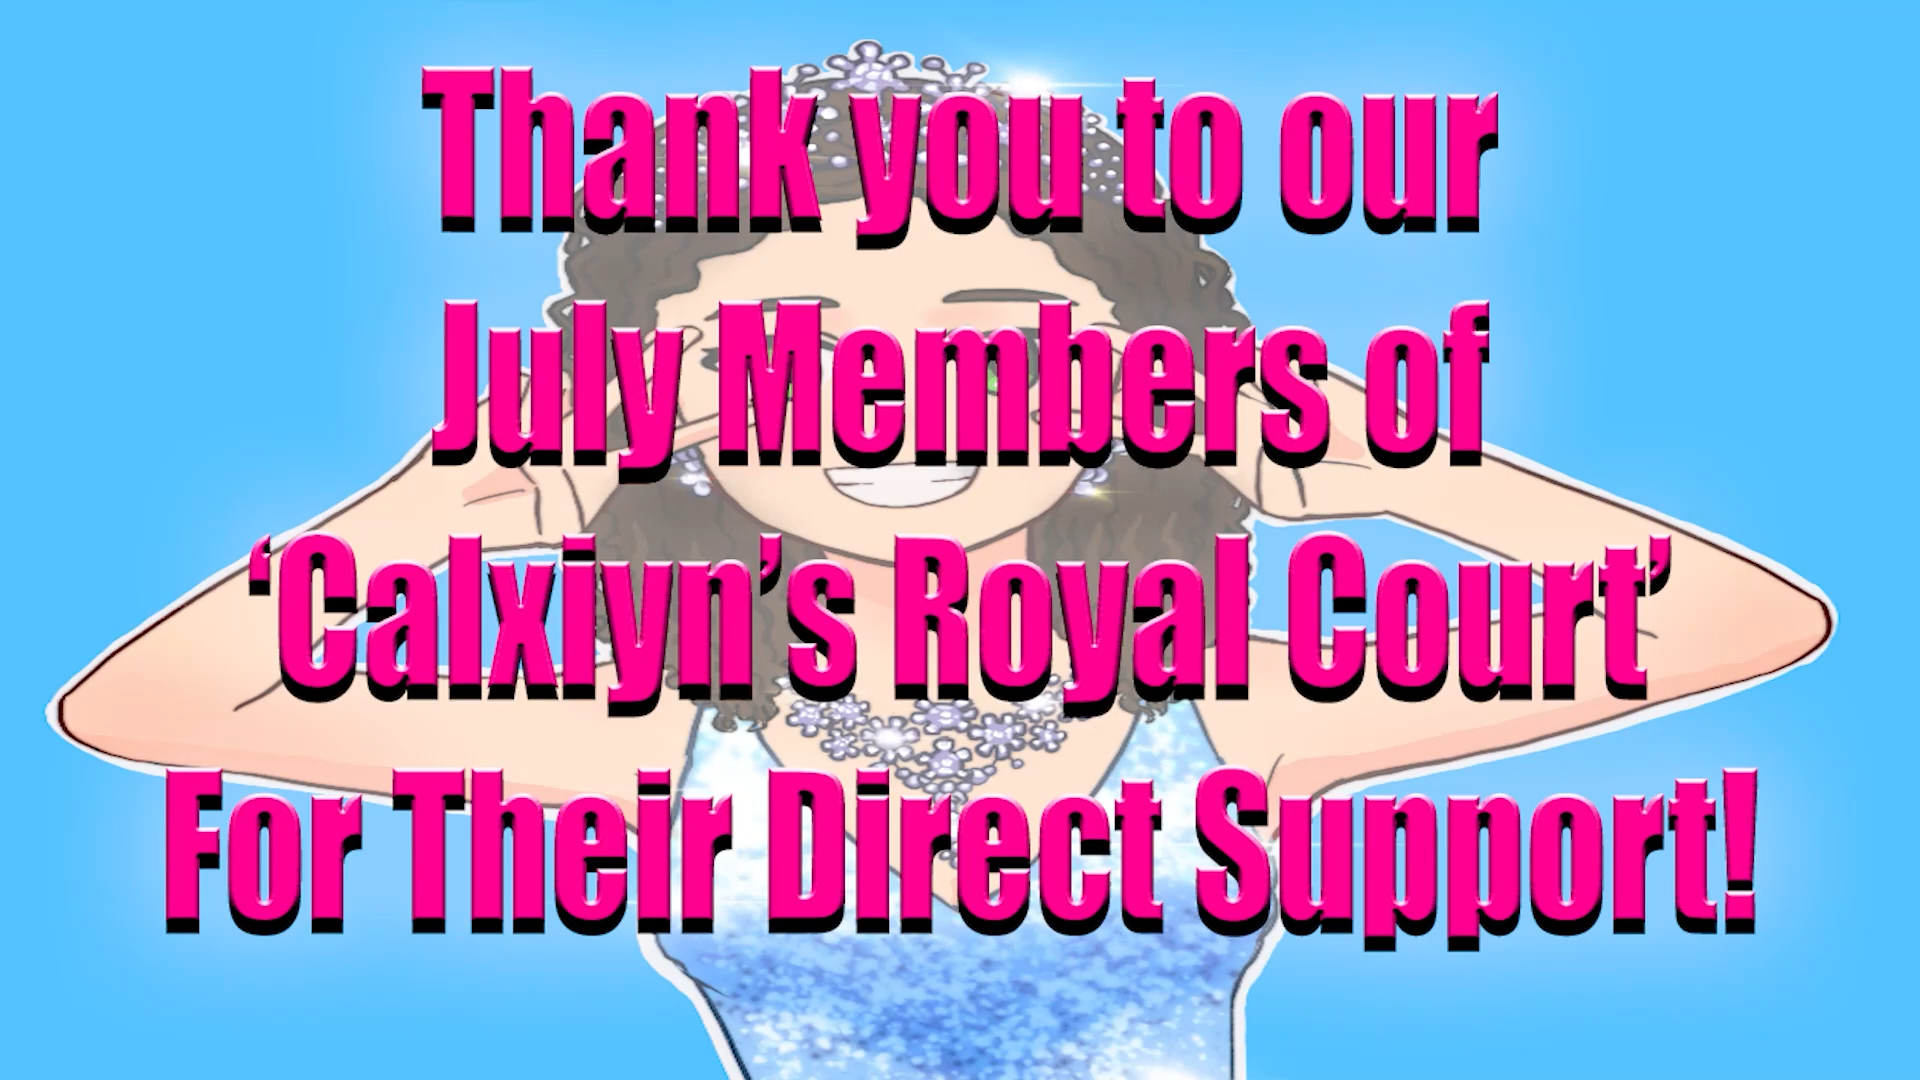 Thank you to our
July Members of
‘Calxiyn’s Royal Court’
For Their Direct Support!